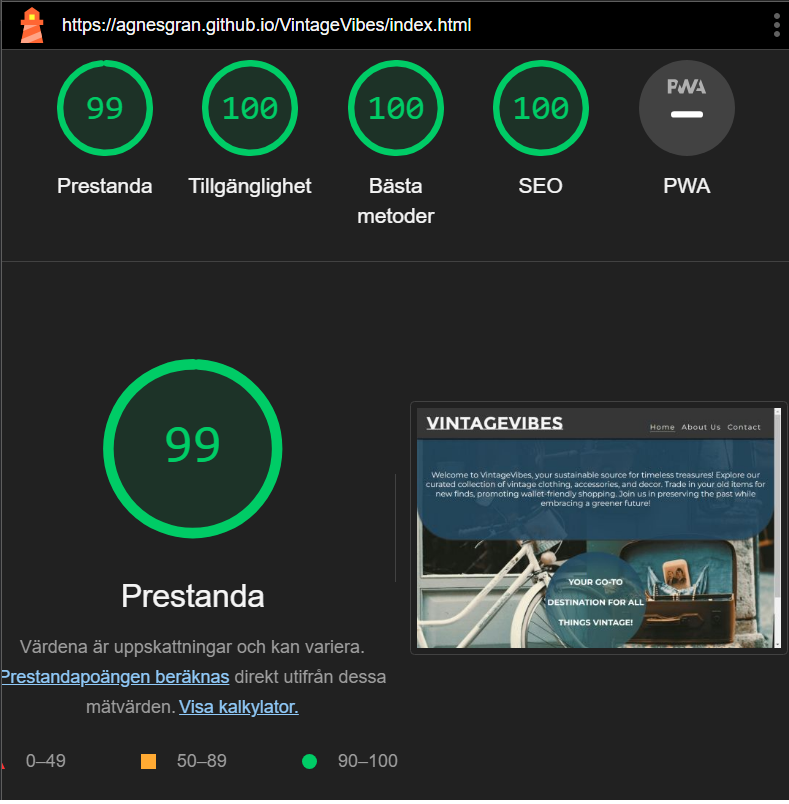 https://agnesgran.github.io/VintageVibes/index.html
99
100
100
100
PWA
Prestanda
Tillgänglighet
Bästa
metoder
SEO
PWA
99
Prestanda
Värdena är uppskattningar och kan variera.
Prestandapoängen beräknas direkt utifrån dessa
mätvärden. Visa kalkylator.
0–49
50–89
90–100
VINTAGEVIBES
Home About Us Contact
Welcome to VintageVibes, your sustainable source for timeless treasures! Explore our
curated collection of vintage clothing, accessories, and decor. Trade in your old items for
new finds, promoting wallet-friendly shopping. Join us in preserving the past while
embracing a greener future!
YOUR GO-TO
DESTINATION FOR ALL
THINGS VINTAGE!